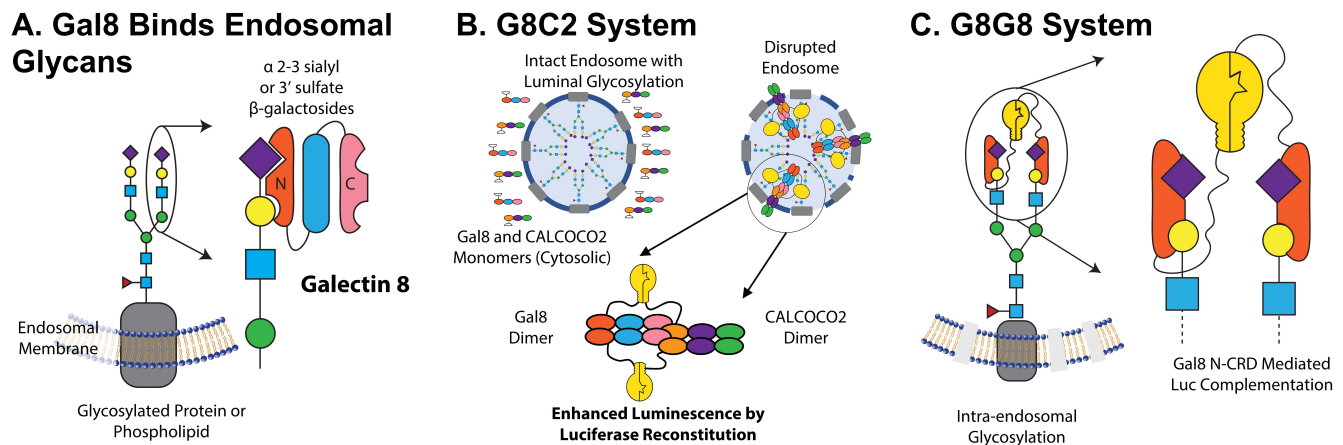 A. Gal8 Binds Endosomal
Glycans
α 2-3 sialyl
or 3' sulfate
β-galactosides
N
C
Galectin 8
Endosomal
Membrane
Glycosylated Protein or
Phospholipid
B. G8C2 System
Intact Endosome with
Luminal Glycosylation
Disrupted
Endosome
Gal8 and CALCOCO2
Monomers (Cytosolic)
Gal8
Dimer
CALCOCO2
Dimer
Enhanced Luminescence by
Luciferase Reconstitution
C. G8G8 System
Intra-endosomal
Glycosylation
Gal8 N-CRD Mediated
Luc Complementation